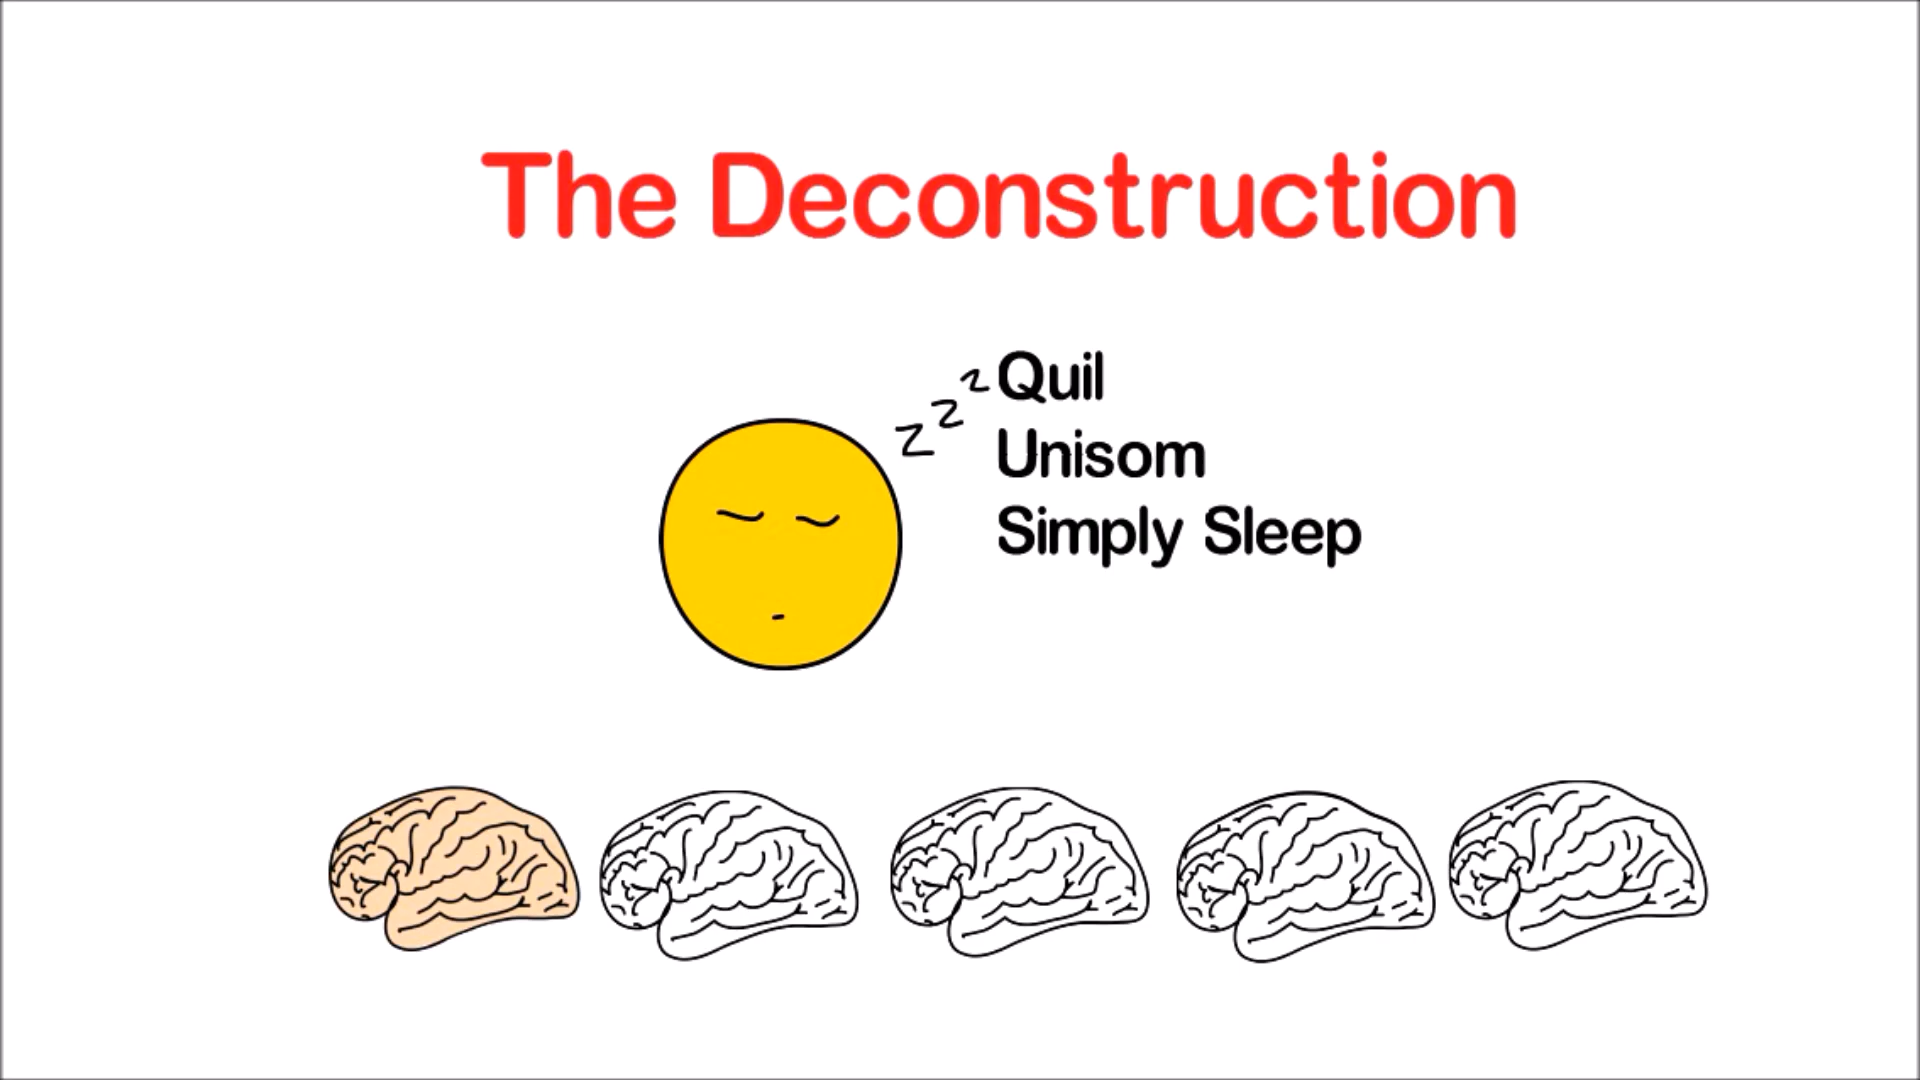 The Deconstruction
z z z Quil
Unisom
Simply Sleep